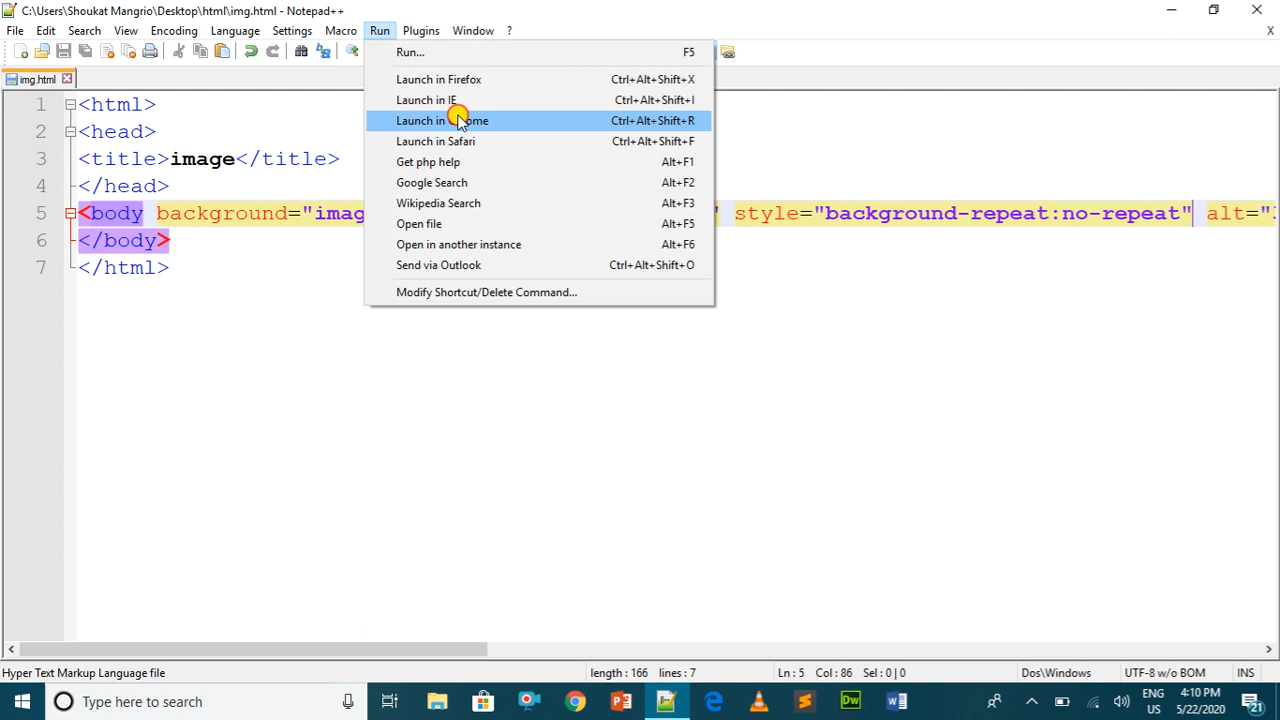 C:\Users\Shoukat Mangrio\Desktop\html\img.html - Notepad++
File Edit Search View Encoding Language Settings Macro Run Plugins Window ? X
img.html
Run... F5
Launch in Firefox Ctrl+Alt+Shift+X
Launch in IE Ctrl+Alt+Shift+I
Launch in Ctrl+Alt+Shift+R
Launch in Safari Ctrl+Alt+Shift+F
Get php help Alt+F1
Google Search Alt+F2
Wikipedia Search Alt+F3
Open file Alt+F5
Open in another instance Alt+F6
Send via Outlook Ctrl+Alt+Shift+O
Modify Shortcut/Delete Command...
1 <html>
2 <head>
3 <title>image</title>
4 </head>
5 <body background="imag " style="background-repeat:no-repeat" alt="
6 </body>
7 </html>
Hyper Text Markup Language file length : 166 lines : 7 Ln : 5 Col : 86 Sel : 0 | 0 Dos\Windows UTF-8 w/o BOM INS
Type here to search
ENG
US
4:10 PM
5/22/2020
21